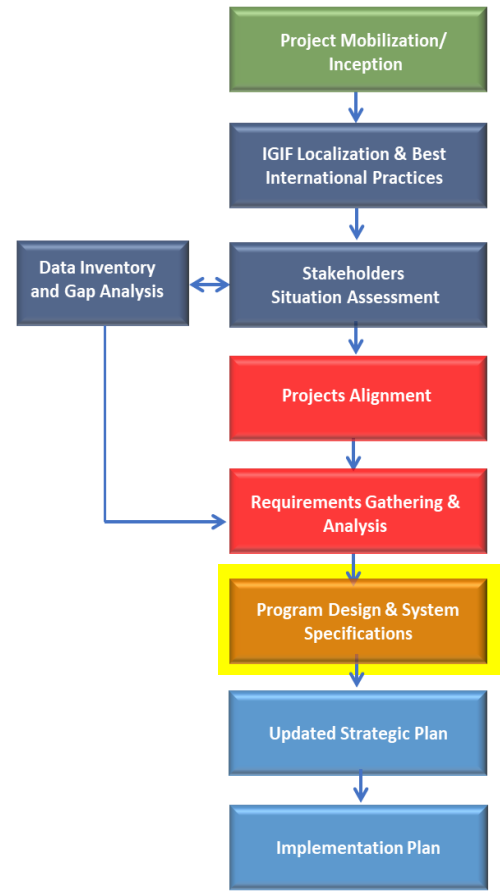 Project Mobilization/
Inception
IGIF Localization & Best
International Practices
Data Inventory
and Gap Analysis
Stakeholders
Situation Assessment
Projects Alignment
Requirements Gathering &
Analysis
Program Design & System
Specifications
Updated Strategic Plan
Implementation Plan